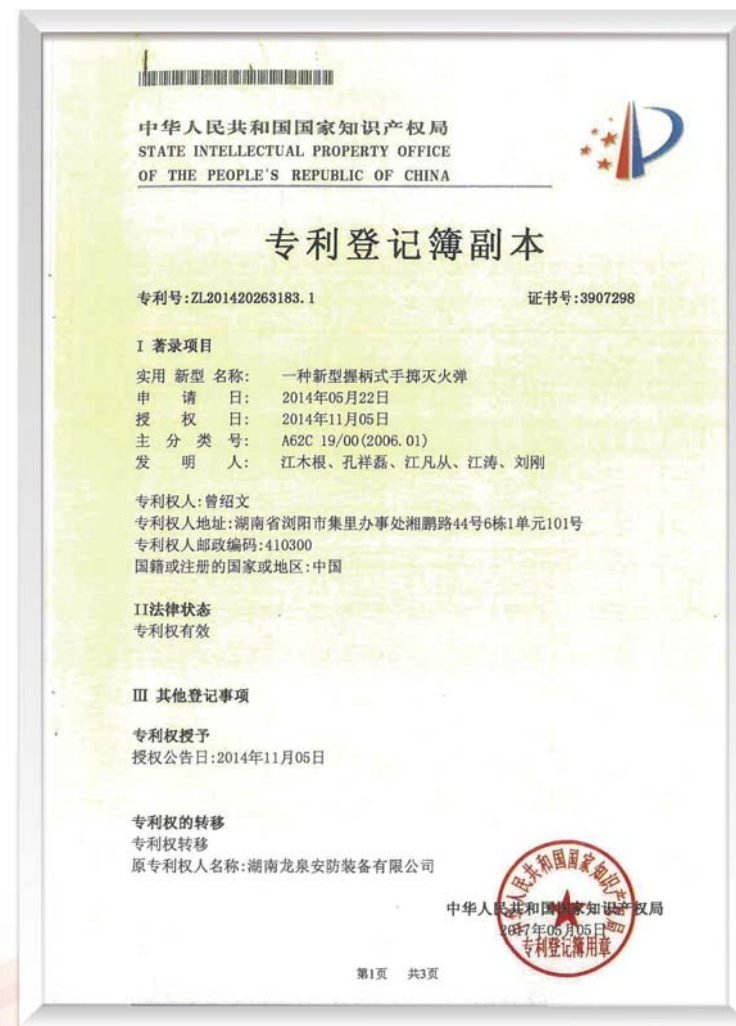 中华人民共和国国家知识产权局
STATE INTELLECTUAL PROPERTY OFFICE
OF THE PEOPLE'S REPUBLIC OF CHINA
专利登记簿副本
专利号:ZL201420263183.1 证书号:3907298
I 著录项目
实用 新型 名称: 一种新型握柄式手掷灭火弹
申 请 日: 2014年05月22日
授 权 日: 2014年11月05日
主 分 类 号: A62C 19/00(2006.01)
发 明 人: 江木根、孔祥磊、江凡从、江涛、刘刚
专利权人:曾绍文
专利权人地址:湖南省浏阳市集里办事处湘鹏路44号6栋1单元101号
专利权人邮政编码:410300
国籍或注册的国家或地区:中国
II法律状态
专利权有效
III 其他登记事项
专利权授予
授权公告日:2014年11月05日
专利权的转移
专利权转移
原专利权人名称:湖南龙泉安防装备有限公司
中华人民共和国国家知识产权局
2017年05月05日
中华人民共和国国家知识产权局
专利登记簿用章
第1页 共3页